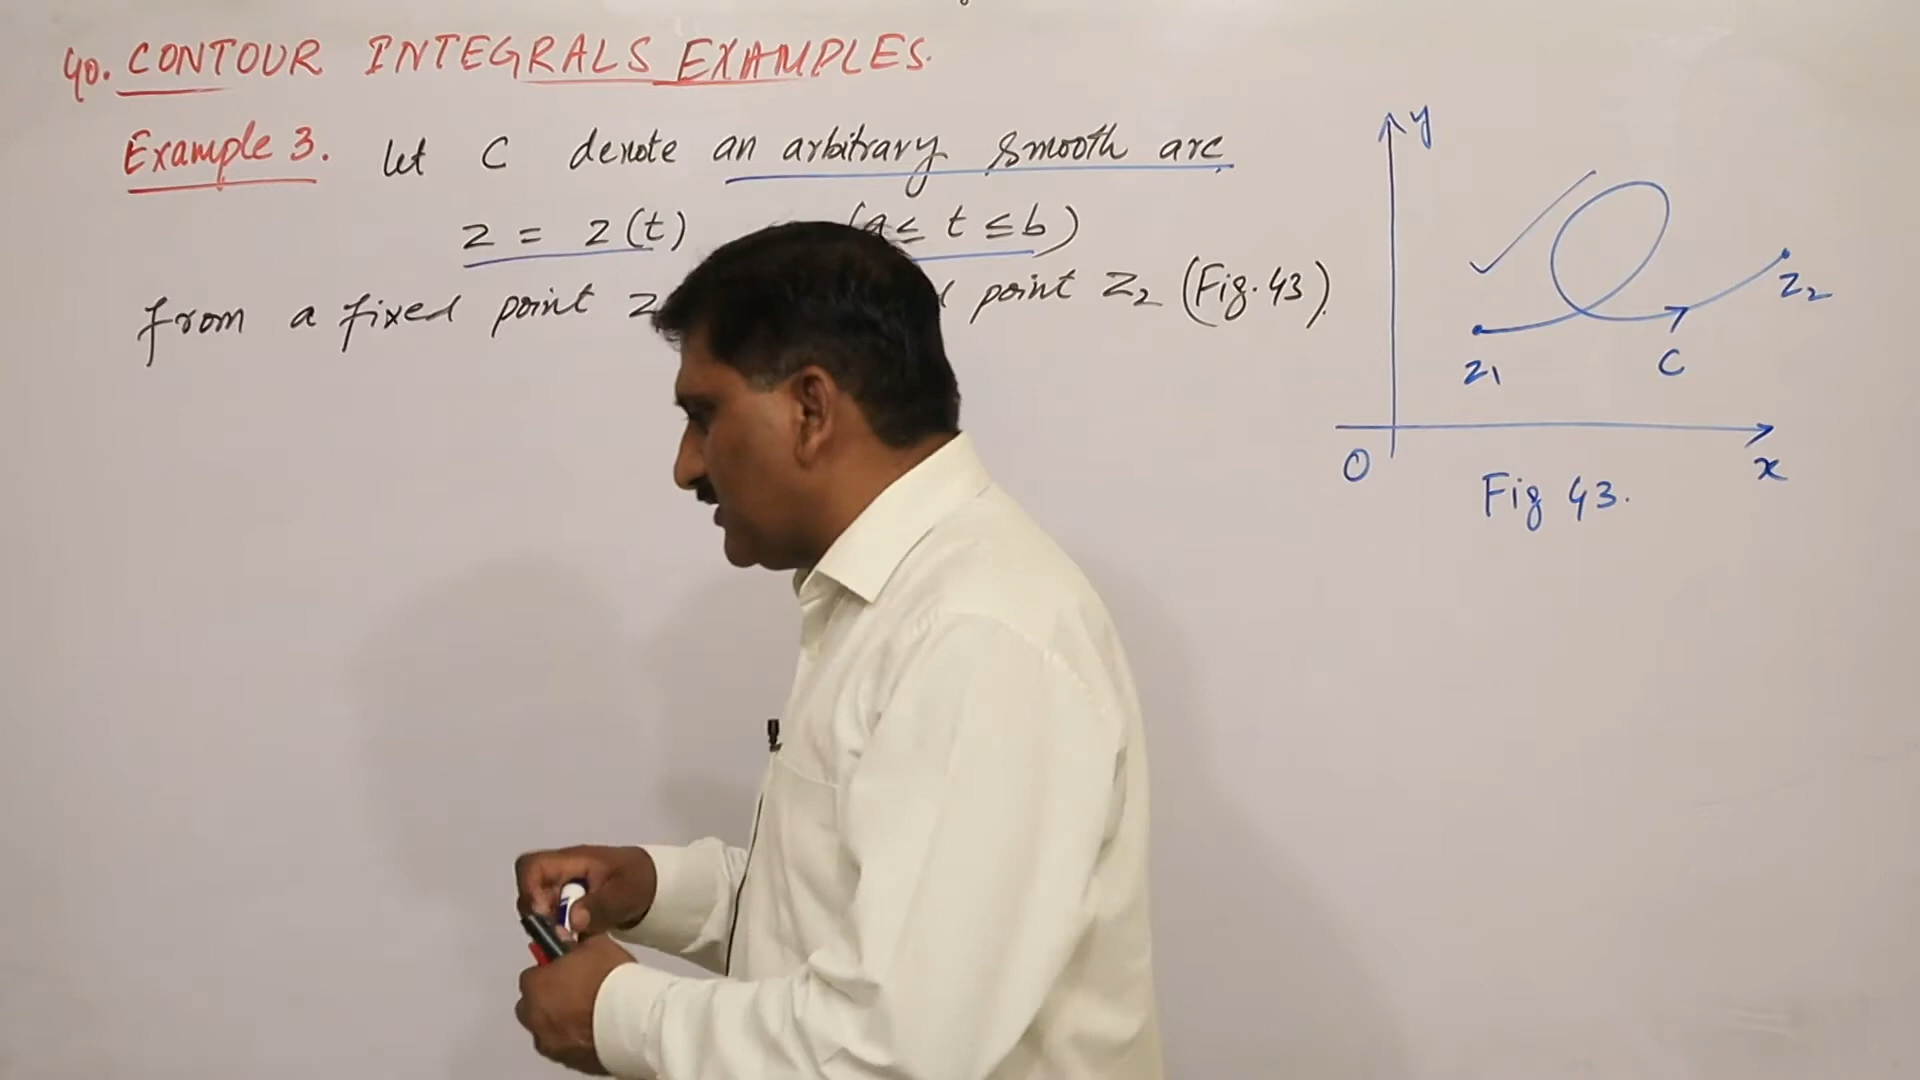 40. CONTOUR INTEGRALS EXAMPLES.
Example 3. Let C denote an arbitrary smooth arc
z = z(t) (a ≤ t ≤ b)
from a fixed point z point z₂ (Fig. 43).
y
z₂
z₁
C
O
x
Fig 43.